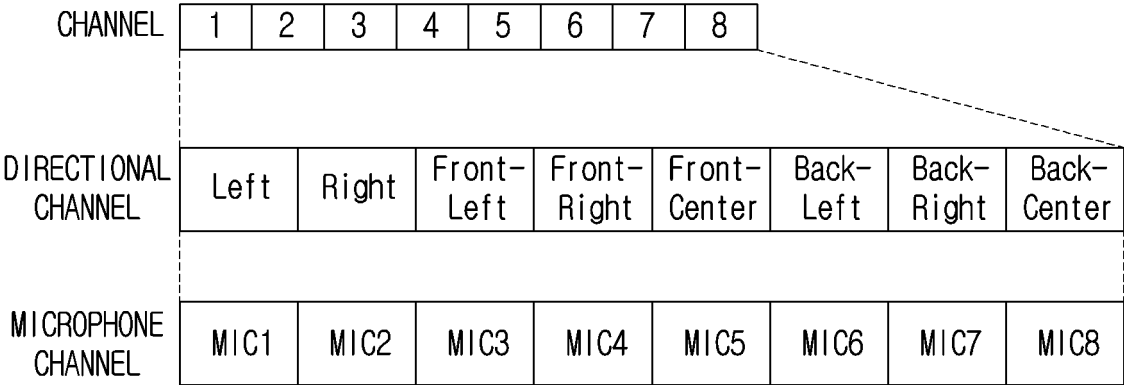 CHANNEL 1 2 3 4 5 6 7 8
DIRECTIONAL CHANNEL Left Right Front-Left Front-Right Front-Center Back-Left Back-Right Back-Center
MICROPHONE CHANNEL MIC1 MIC2 MIC3 MIC4 MIC5 MIC6 MIC7 MIC8